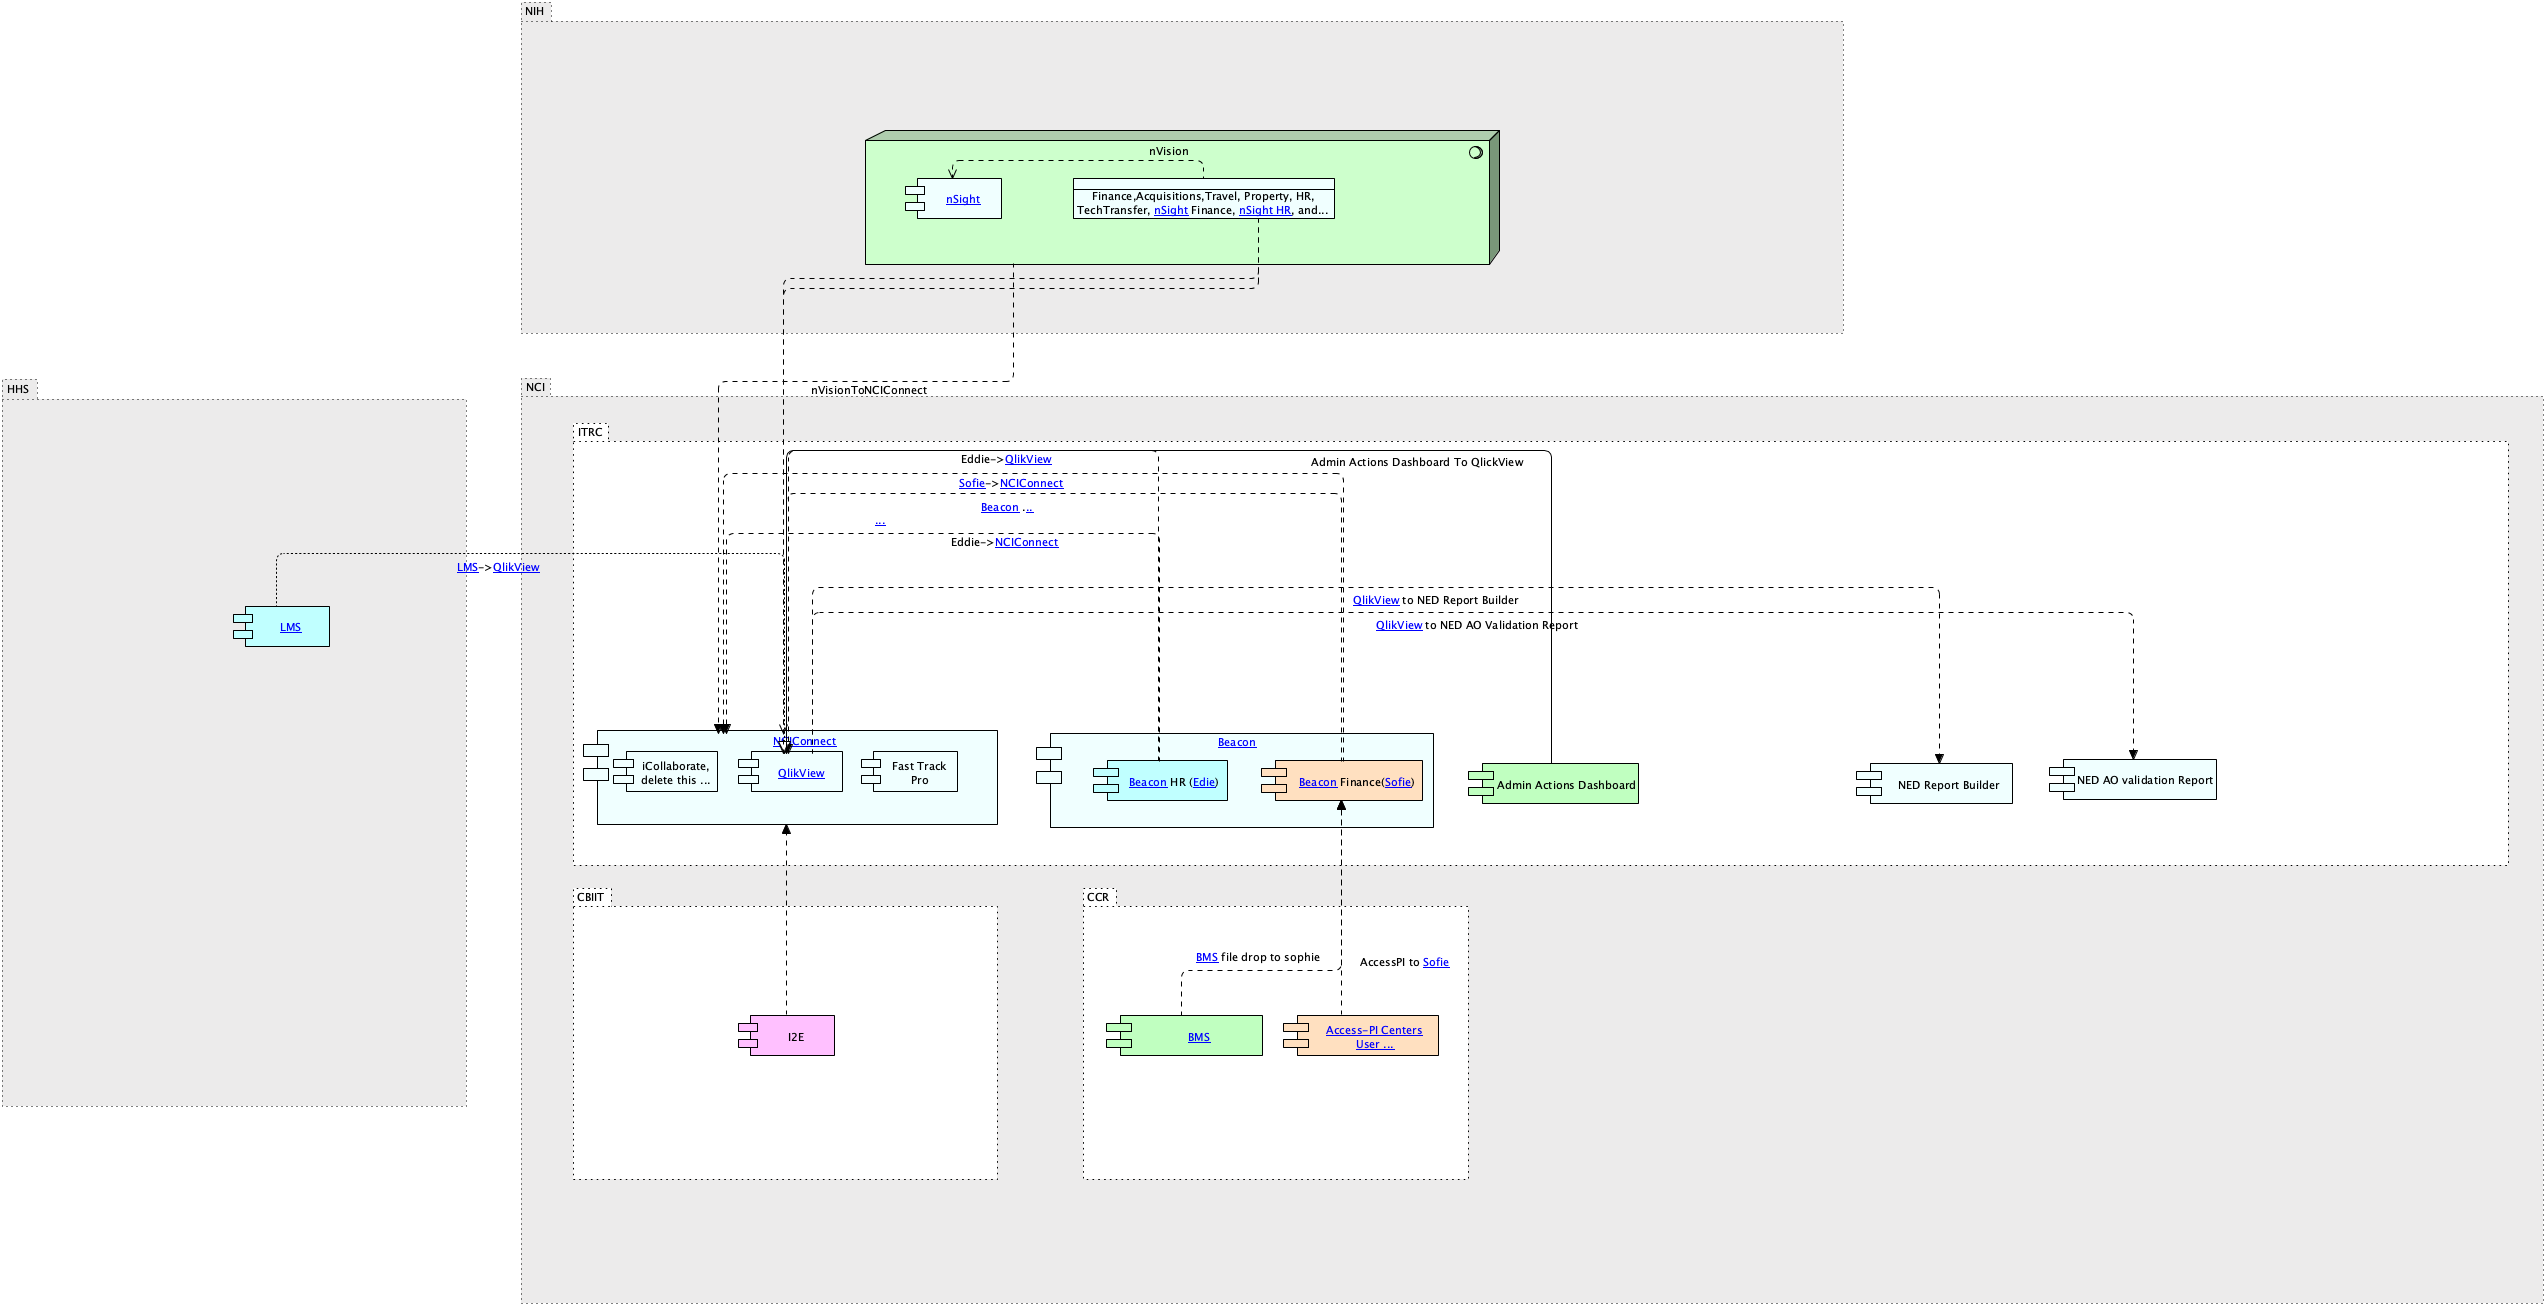 NIH
nVision
nSight
Finance,Acquisitions,Travel, Property, HR,
TechTransfer, nSight Finance, nSight HR, and...
HHS
NCI
nVisionToNCIConnect
ITRC
Eddie->QlikView
Admin Actions Dashboard To QlickView
Sofie->NCIConnect
Beacon ...
...
Eddie->NCIConnect
LMS->QlikView
QlikView to NED Report Builder
QlikView to NED AO Validation Report
LMS
NCIConnect
iCollaborate,
delete this ...
QlikView
Fast Track
Pro
Beacon
Beacon HR (Edie)
Beacon Finance(Sofie)
Admin Actions Dashboard
NED Report Builder
NED AO validation Report
CBIIT
CCR
BMS file drop to sophie
AccessPI to Sofie
I2E
BMS
Access-PI Centers
User ...